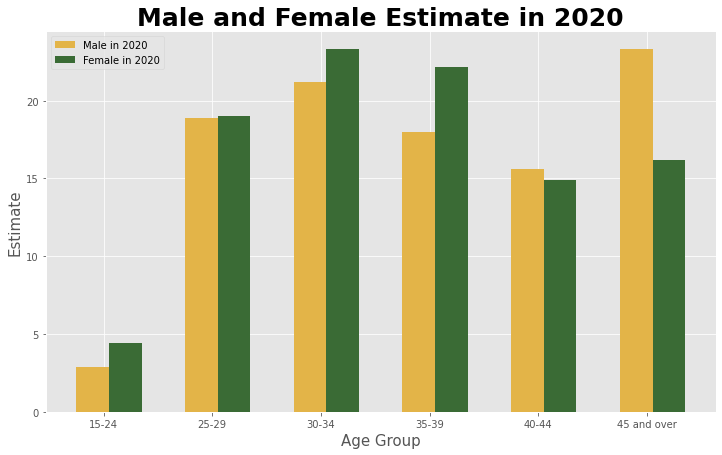 Male and Female Estimate in 2020
Male in 2020
Female in 2020
20
15
10
5
0
Estimate
15-24 25-29 30-34 35-39 40-44 45 and over
Age Group